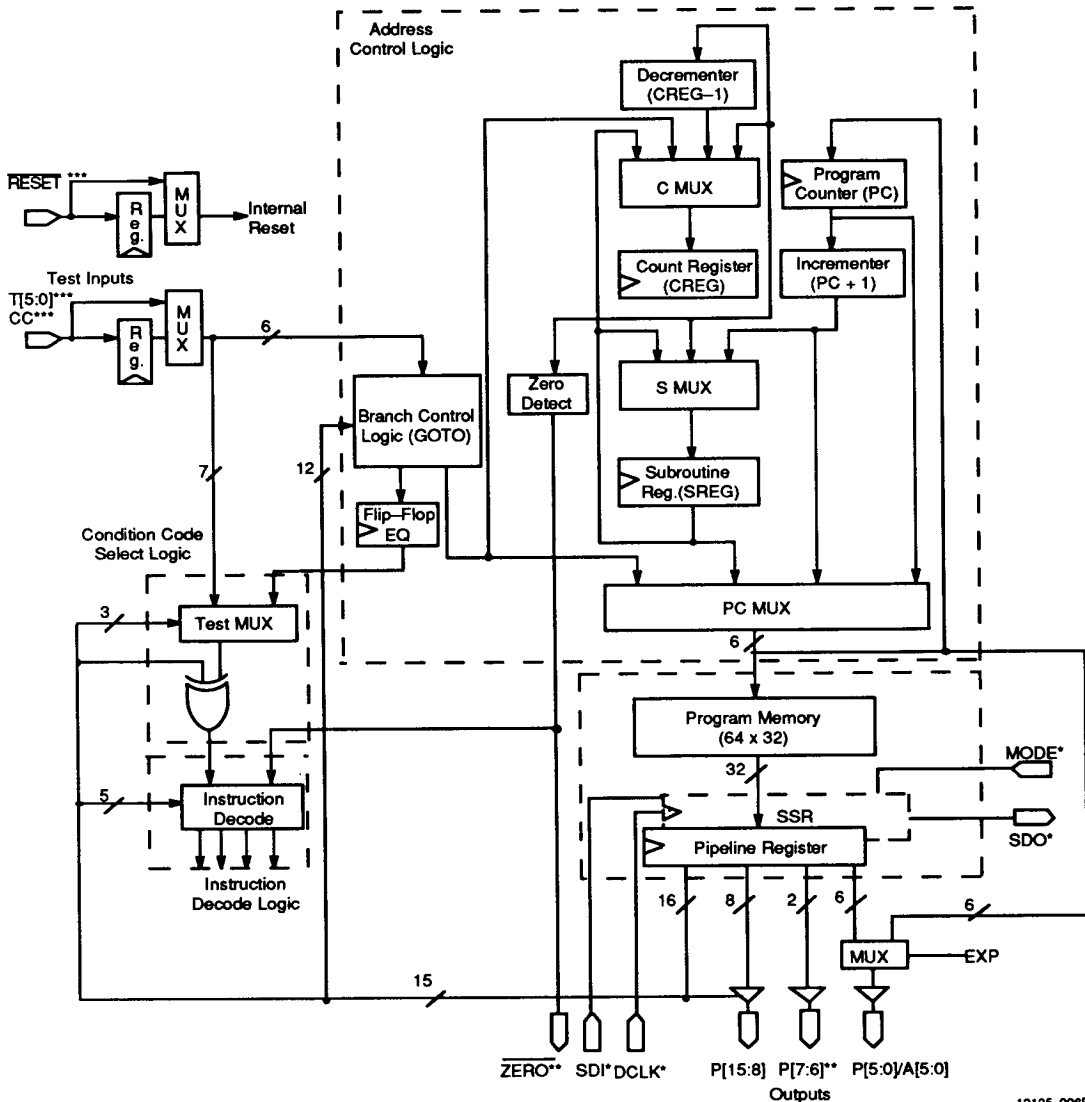 Address
Control Logic
Decrementer
(CREG–1)
C MUX
Program
Counter (PC)
RESET ***
Reg.
MUX
Internal
Reset
Count Register
(CREG)
Incrementer
(PC + 1)
Test Inputs
T[5:0]***
CC***
Reg.
MUX
6
S MUX
Zero
Detect
Branch Control
Logic (GOTO)
7
12
Subroutine
Reg.(SREG)
Flip–Flop
EQ
Condition Code
Select Logic
3
Test MUX
PC MUX
6
Program Memory
(64 x 32)
MODE*
32
5
Instruction
Decode
SSR
SDO*
Pipeline Register
Instruction
Decode Logic
16
8
2
6
6
MUX
EXP
15
ZERO**
SDI*
DCLK*
P[15:8]
P[7:6]**
P[5:0]/A[5:0]
Outputs